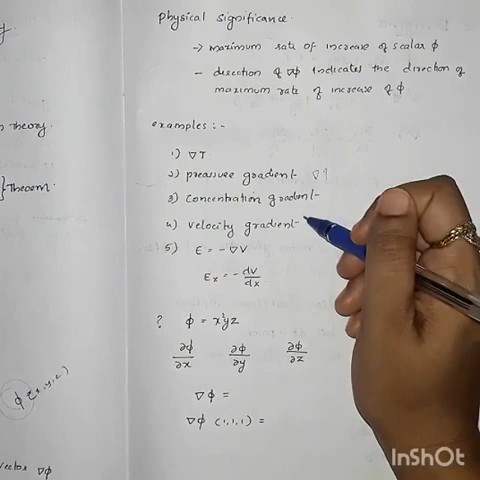 y.
Theory.
} Theorem.
ϕ (x, y, z)
vector ∇ϕ
physical significance.
→ maximum rate of increase of scalar ϕ
- direction of ∇ϕ indicates the direction of
maximum rate of increase of ϕ
examples :-
1) ∇T
2) pressure gradient
3) concentration gradient
4) velocity gradient
5) E = -∇V
Ex = - dv/dx
? ϕ = x²yz
∂ϕ/∂x ∂ϕ/∂y ∂ϕ/∂z
∇ϕ =
∇ϕ (1,1,1) =
InShOt